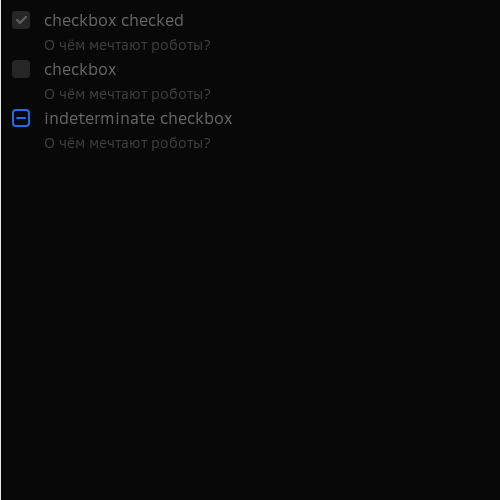 checkbox checked
О чём мечтают роботы?
checkbox
О чём мечтают роботы?
indeterminate checkbox
О чём мечтают роботы?